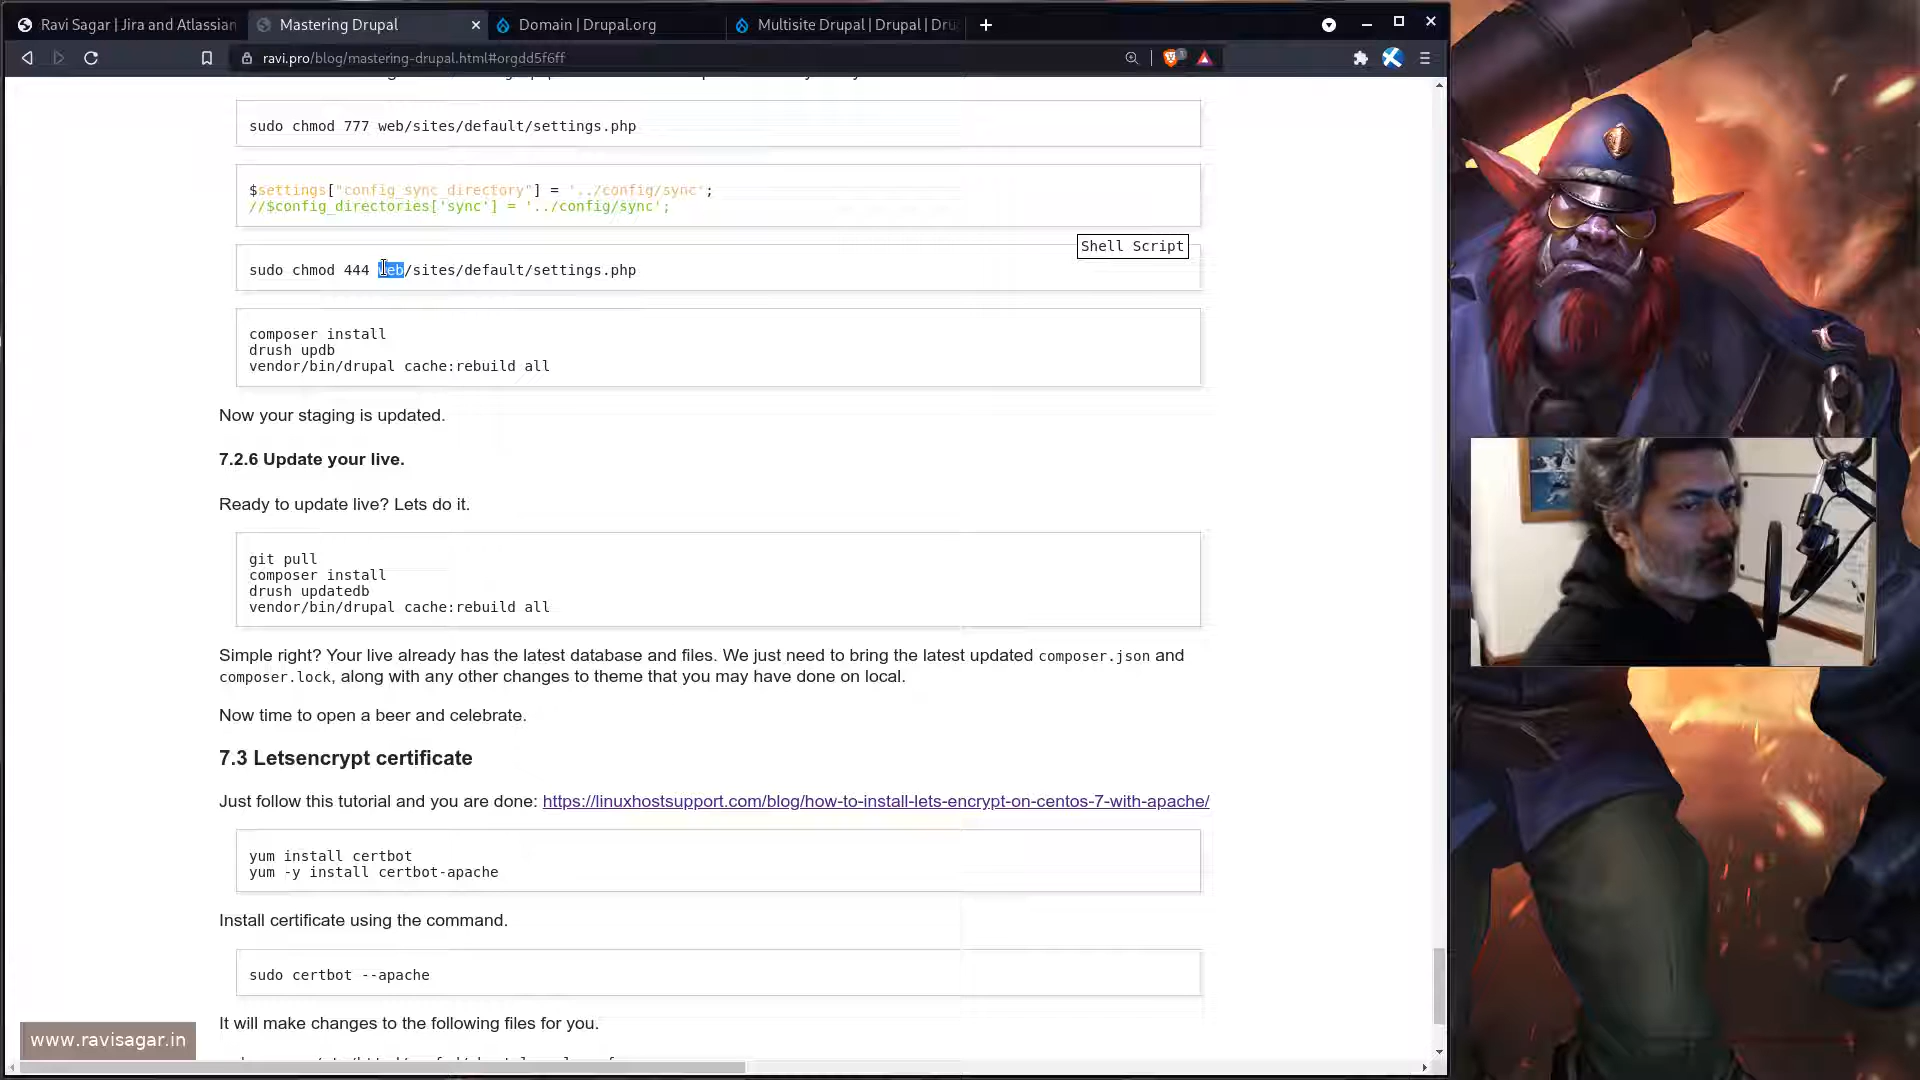 Ravi Sagar | Jira and Atlassian
Mastering Drupal
Domain | Drupal.org
Multisite Drupal | Drupal | Dru
ravi.pro/blog/mastering-drupal.html#orgdd5f6ff
sudo chmod 777 web/sites/default/settings.php
$settings["config_sync_directory"] = '../config/sync';
//$config_directories['sync'] = '../config/sync';
Shell Script
sudo chmod 444 web/sites/default/settings.php
composer install
drush updb
vendor/bin/drupal cache:rebuild all
Now your staging is updated.
7.2.6 Update your live.
Ready to update live? Lets do it.
git pull
composer install
drush updatedb
vendor/bin/drupal cache:rebuild all
Simple right? Your live already has the latest database and files. We just need to bring the latest updated composer.json and
composer.lock, along with any other changes to theme that you may have done on local.
Now time to open a beer and celebrate.
7.3 Letsencrypt certificate
Just follow this tutorial and you are done: https://linuxhostsupport.com/blog/how-to-install-lets-encrypt-on-centos-7-with-apache/
yum install certbot
yum -y install certbot-apache
Install certificate using the command.
sudo certbot --apache
It will make changes to the following files for you.
www.ravisagar.in